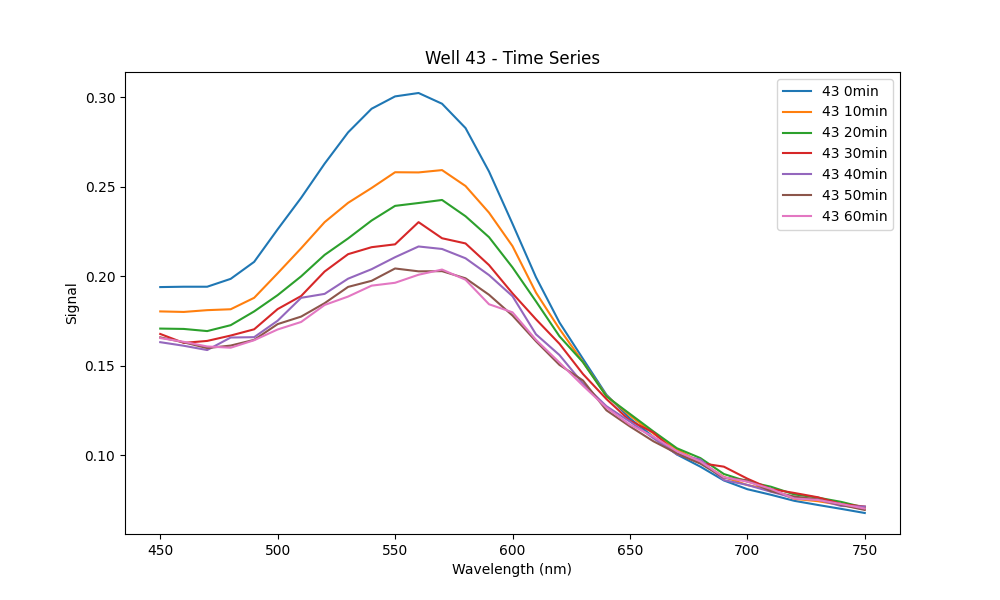 Well 43 - Time Series
Signal
0.30
0.25
0.20
0.15
0.10
43 0min
43 10min
43 20min
43 30min
43 40min
43 50min
43 60min
450 500 550 600 650 700 750
Wavelength (nm)